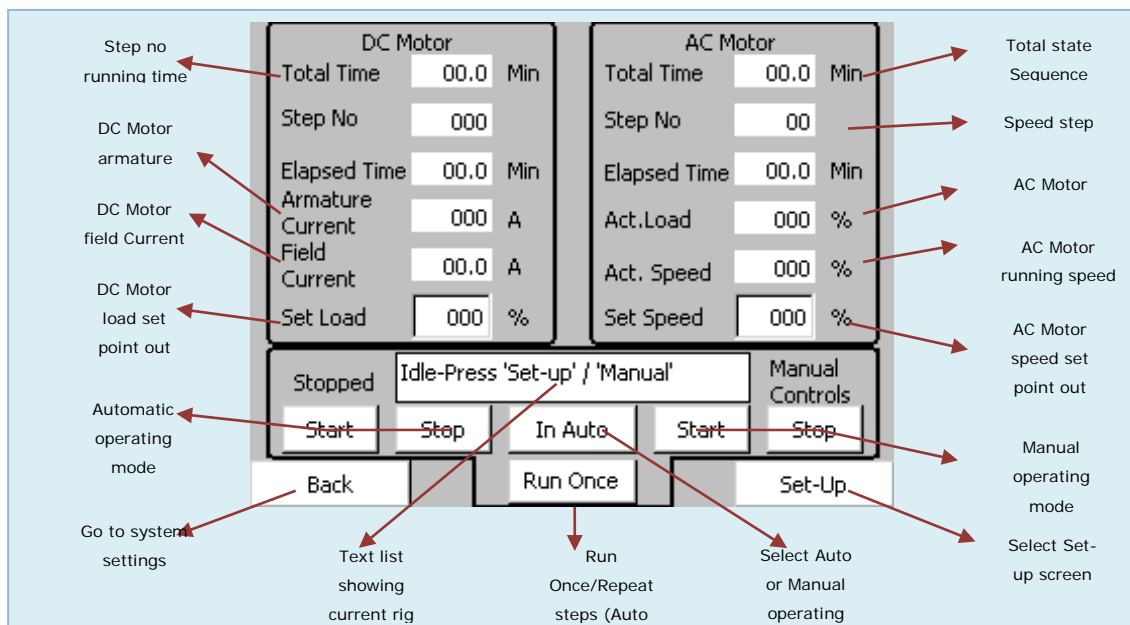 Step no
running time
DC Motor
armature
DC Motor
field Current
DC Motor
load set
point out
Automatic
operating
mode
Go to system
settings
DC Motor
Total Time 00.0 Min
Step No 000
Elapsed Time 00.0 Min
Armature
Current 000 A
Field
Current 00.0 A
Set Load 000 %
AC Motor
Total Time 00.0 Min
Step No 00
Elapsed Time 00.0 Min
Act.Load 000 %
Act. Speed 000 %
Set Speed 000 %
Stopped
Idle-Press 'Set-up' / 'Manual'
Manual
Controls
Start Stop In Auto Start Stop
Back Run Once Set-Up
Total state
Sequence
Speed step
AC Motor
AC Motor
running speed
AC Motor
speed set
point out
Manual
operating
mode
Select Set-
up screen
Text list
showing
current rig
Run
Once/Repeat
steps (Auto
Select Auto
or Manual
operating